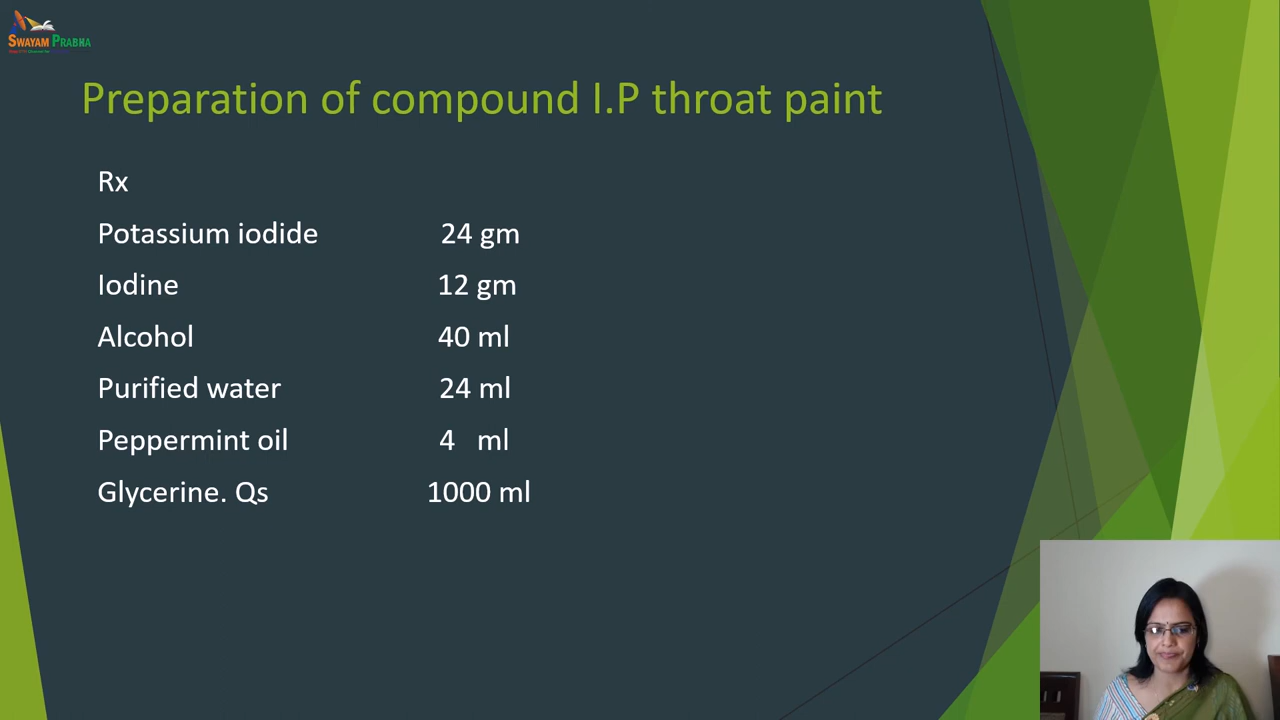 SWAYAM PRABHA
Preparation of compound I.P throat paint
Rx
Potassium iodide 24 gm
Iodine 12 gm
Alcohol 40 ml
Purified water 24 ml
Peppermint oil 4 ml
Glycerine. Qs 1000 ml